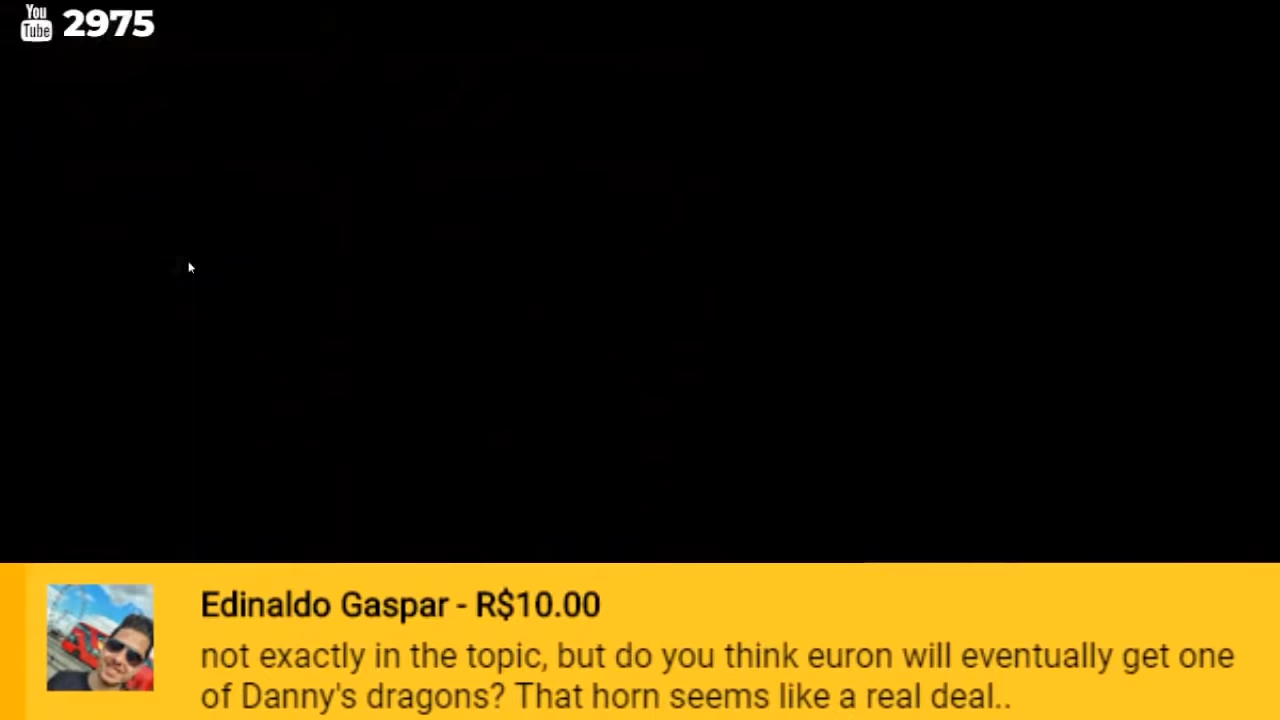 You
Tube
2975
Edinaldo Gaspar - R$10.00
not exactly in the topic, but do you think euron will eventually get one
of Danny's dragons? That horn seems like a real deal..